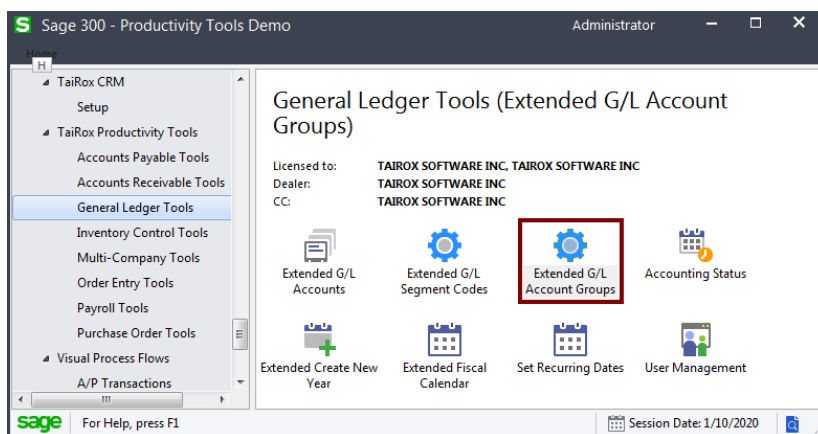 S Sage 300 - Productivity Tools Demo
Administrator
Home
H
TaiRox CRM
Setup
TaiRox Productivity Tools
Accounts Payable Tools
Accounts Receivable Tools
General Ledger Tools
Inventory Control Tools
Multi-Company Tools
Order Entry Tools
Payroll Tools
Purchase Order Tools
Visual Process Flows
A/P Transactions
General Ledger Tools (Extended G/L Account
Groups)
Licensed to: TAIROX SOFTWARE INC, TAIROX SOFTWARE INC
Dealer: TAIROX SOFTWARE INC
CC: TAIROX SOFTWARE INC
Extended G/L
Accounts
Extended G/L
Segment Codes
Extended G/L
Account Groups
Accounting Status
Extended Create New
Year
Extended Fiscal
Calendar
Set Recurring Dates
User Management
sage
For Help, press F1
Session Date: 1/10/2020